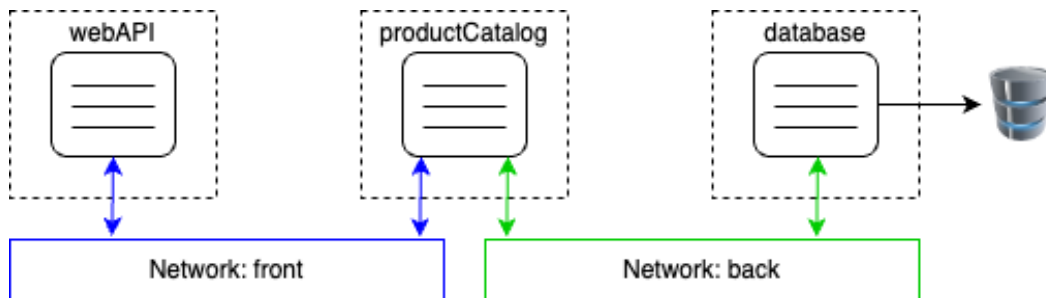 webAPI
productCatalog
database
Network: front
Network: back